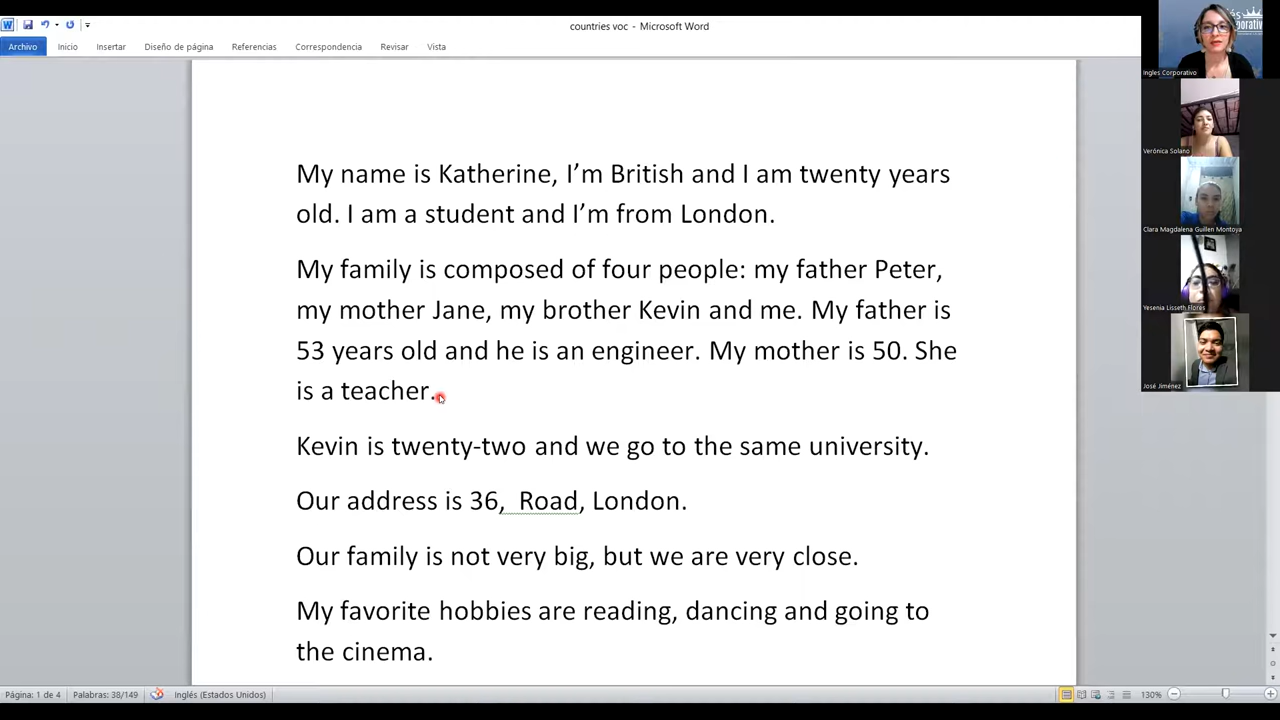 countries voc - Microsoft Word
Archivo Inicio Insertar Diseño de página Referencias Correspondencia Revisar Vista
My name is Katherine, I’m British and I am twenty years
old. I am a student and I’m from London.
My family is composed of four people: my father Peter,
my mother Jane, my brother Kevin and me. My father is
53 years old and he is an engineer. My mother is 50. She
is a teacher.
Kevin is twenty-two and we go to the same university.
Our address is 36,  Road, London.
Our family is not very big, but we are very close.
My favorite hobbies are reading, dancing and going to
the cinema.
Ingles Corporativo
Verónica Solano
Clara Magdalena Guillen Montoya
Yesenia Lisseth Flores
José Jiménez
Página: 1 de 4 Palabras: 38/149 Inglés (Estados Unidos) 130%